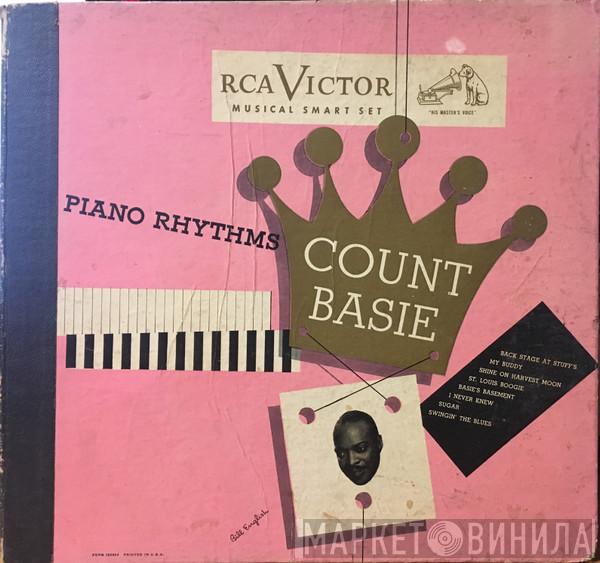 RCA VICTOR
MUSICAL SMART SET
"HIS MASTER'S VOICE"
PIANO RHYTHMS
COUNT
BASIE
BACK STAGE AT STUFF'S
MY BUDDY
SHINE ON HARVEST MOON
ST. LOUIS BOOGIE
BASIE'S BASEMENT
I NEVER KNEW
SUGAR
SWINGIN' THE BLUES
Bill English
PRINTED IN U.S.A.
МАРКЕТ ВИНИЛА